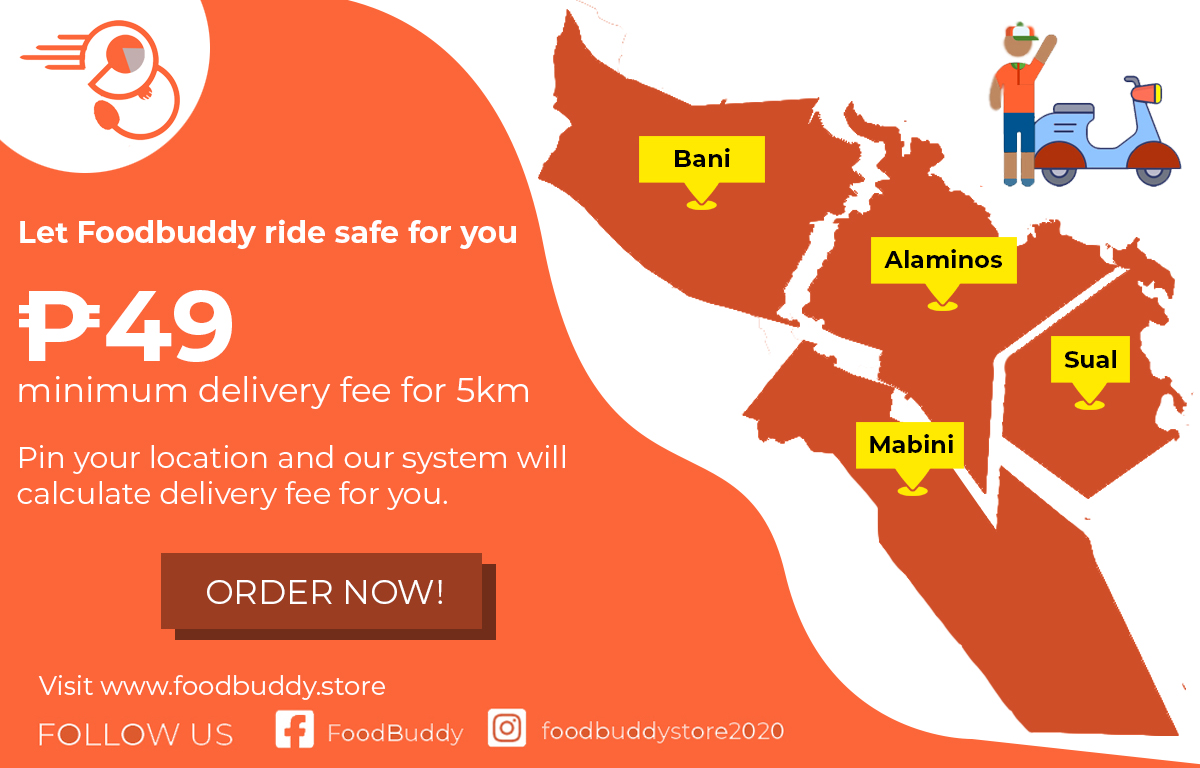 Let Foodbuddy ride safe for you
₱49
minimum delivery fee for 5km
Pin your location and our system will
calculate delivery fee for you.
ORDER NOW!
Visit www.foodbuddy.store
FOLLOW US
FoodBuddy
foodbuddystore2020
Bani
Alaminos
Sual
Mabini